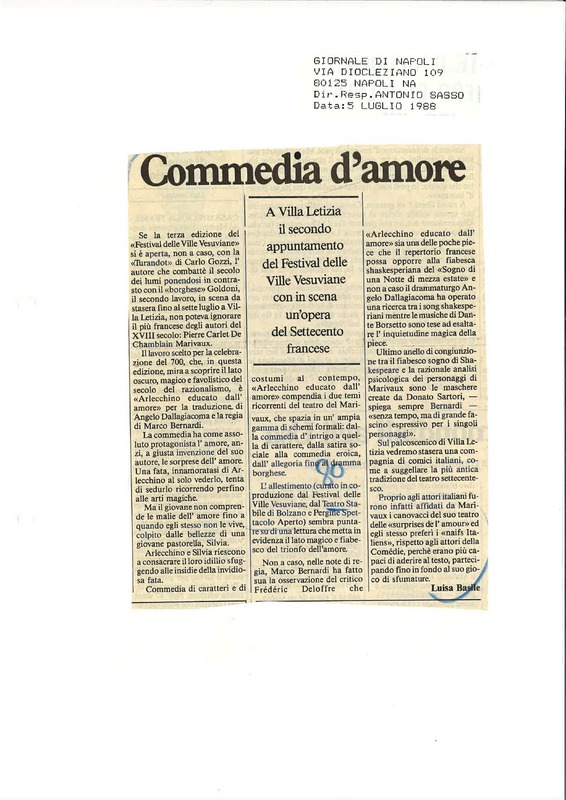 GIORNALE DI NAPOLI
VIA DIOCLEZIANO 109
80125 NAPOLI NA
Dir.Resp.ANTONIO SASSO
Data:5 LUGLIO 1988
Commedia d'amore
Se la terza edizione del
«Festival delle Ville Vesuviane»
si è aperta, non a caso, con la
«Turandot» di Carlo Gozzi, l'
autore che combattè il secolo
dei lumi ponendosi in contra-
sto con il «borghese» Goldoni,
il secondo lavoro, in scena da
stasera fino al sette luglio a Vil-
la Letizia, non poteva ignorare
il più francese degli autori del
XVIII secolo: Pierre Carlet De
Chamblain Marivaux.
Il lavoro scelto per la celebra-
zione del 700, che, in questa
edizione, mira a scoprire il lato
oscuro, magico e favolistico del
secolo del razionalismo, è
«Arlecchino educato dall'
amore» per la traduzione, di
Angelo Dallagiacoma e la regia
di Marco Bernardi.
La commedia ha come asso-
luto protagonista l' amore, an-
zi, a giusta invenzione del suo
autore, le sorprese dell' amore.
Una fata, innamoratasi di Ar-
lecchino al solo vederlo, tenta
di sedurlo ricorrendo perfino
alle arti magiche.
Ma il giovane non compren-
de le malie dell' amore fino a
quando egli stesso non le vive,
colpito dalle bellezze di una
giovane pastorella, Silvia.
Arlecchino e Silvia riescono
a consacrare il loro idillio sfug-
gendo alle insidie della invidio-
sa fata.
Commedia di caratteri e di
A Villa Letizia
il secondo
appuntamento
del Festival delle
Ville Vesuviane
con in scena
un'opera
del Settecento
francese
costumi al contempo,
«Arlecchino educato dall'
amore» compendia i due temi
ricorrenti del teatro del Mari-
vaux, che spazia in un' ampia
gamma di schemi formali: dal-
la commedia d' intrigo a quel-
la di carattere, dalla satira so-
ciale alla commedia eroica,
dall' allegoria fino al dramma
borghese.
L' allestimento (curato in co-
produzione dal Festival delle
Ville Vesuviane, dal Teatro Sta-
bile di Bolzano e Pergine Spet-
tacolo Aperto) sembra punta-
re su di una lettura che metta in
evidenza il lato magico e fiabe-
sco del trionfo dell'amore.
Non a caso, nelle note di re-
gia, Marco Bernardi ha fatto
sua la osservazione del critico
Frédéric Deloffre che
«Arlecchino educato dall'
amore» sia una delle poche pie-
ce che il repertorio francese
possa opporre alla fiabesca
shaskesperiana del «Sogno di
una Notte di mezza estate» e
non a caso il drammaturgo An-
gelo Dallagiacoma ha operato
una ricerca tra i song shakespe-
riani mentre le musiche di Dan-
te Borsetto sono tese ad esalta-
re l' inquietudine magica della
piece.
Ultimo anello di congiunzio-
ne tra il fiabesco sogno di Sha-
kespeare e la razionale analisi
psicologica dei personaggi di
Marivaux sono le maschere
create da Donato Sartori, —
spiega sempre Bernardi —
«senza tempo, ma di grande fa-
scino espressivo per i singoli
personaggi».
Sul palcoscenico di Villa Le-
tizia vedremo stasera una com-
pagnia di comici italiani, co-
me a suggellare la più antica
tradizione del teatro settecente-
sco.
Proprio agli attori italiani fu-
rono infatti affidati da Mari-
vaux i canovacci del suo teatro
delle «surprises de l' amour» ed
egli stesso preferì i «naifs Ita-
liens», rispetto agli attori della
Comédie, perchè erano più ca-
paci di aderire al testo, parteci-
pando fino in fondo al suo gio-
co di sfumature.
Luisa Basile